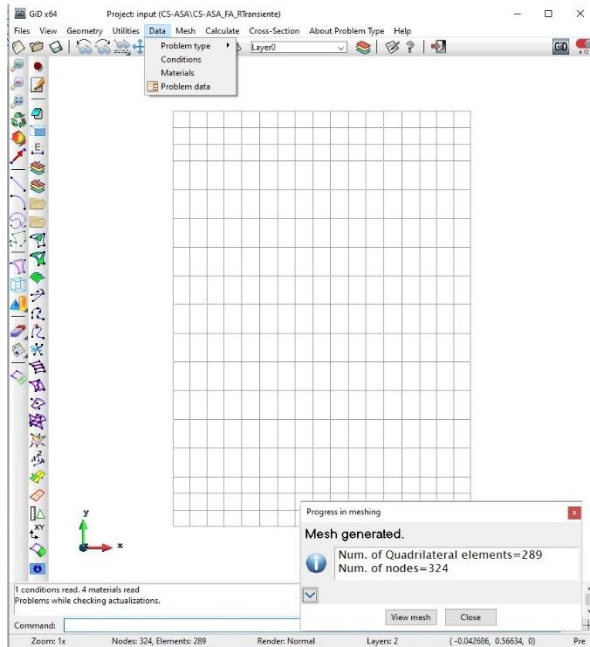 GiD x64 Project: input (CS-ASA\CS-ASA_FA_RTransiente)
Files View Geometry Utilities Data Mesh Calculate Cross-Section About Problem Type Help
Layer0
GiD
Problem type
Conditions
Materials
Problem data
E
XY
y
x
Progress in meshing
x
Mesh generated.
Num. of Quadrilateral elements=289
Num. of nodes=324
View mesh Close
1 conditions read. 4 materials read
Problems while checking actualizations.
Command:
Zoom: 1x Nodes: 324, Elements: 289 Render: Normal Layers: 2 ( -0.042686, 0.56634, 0) Pre